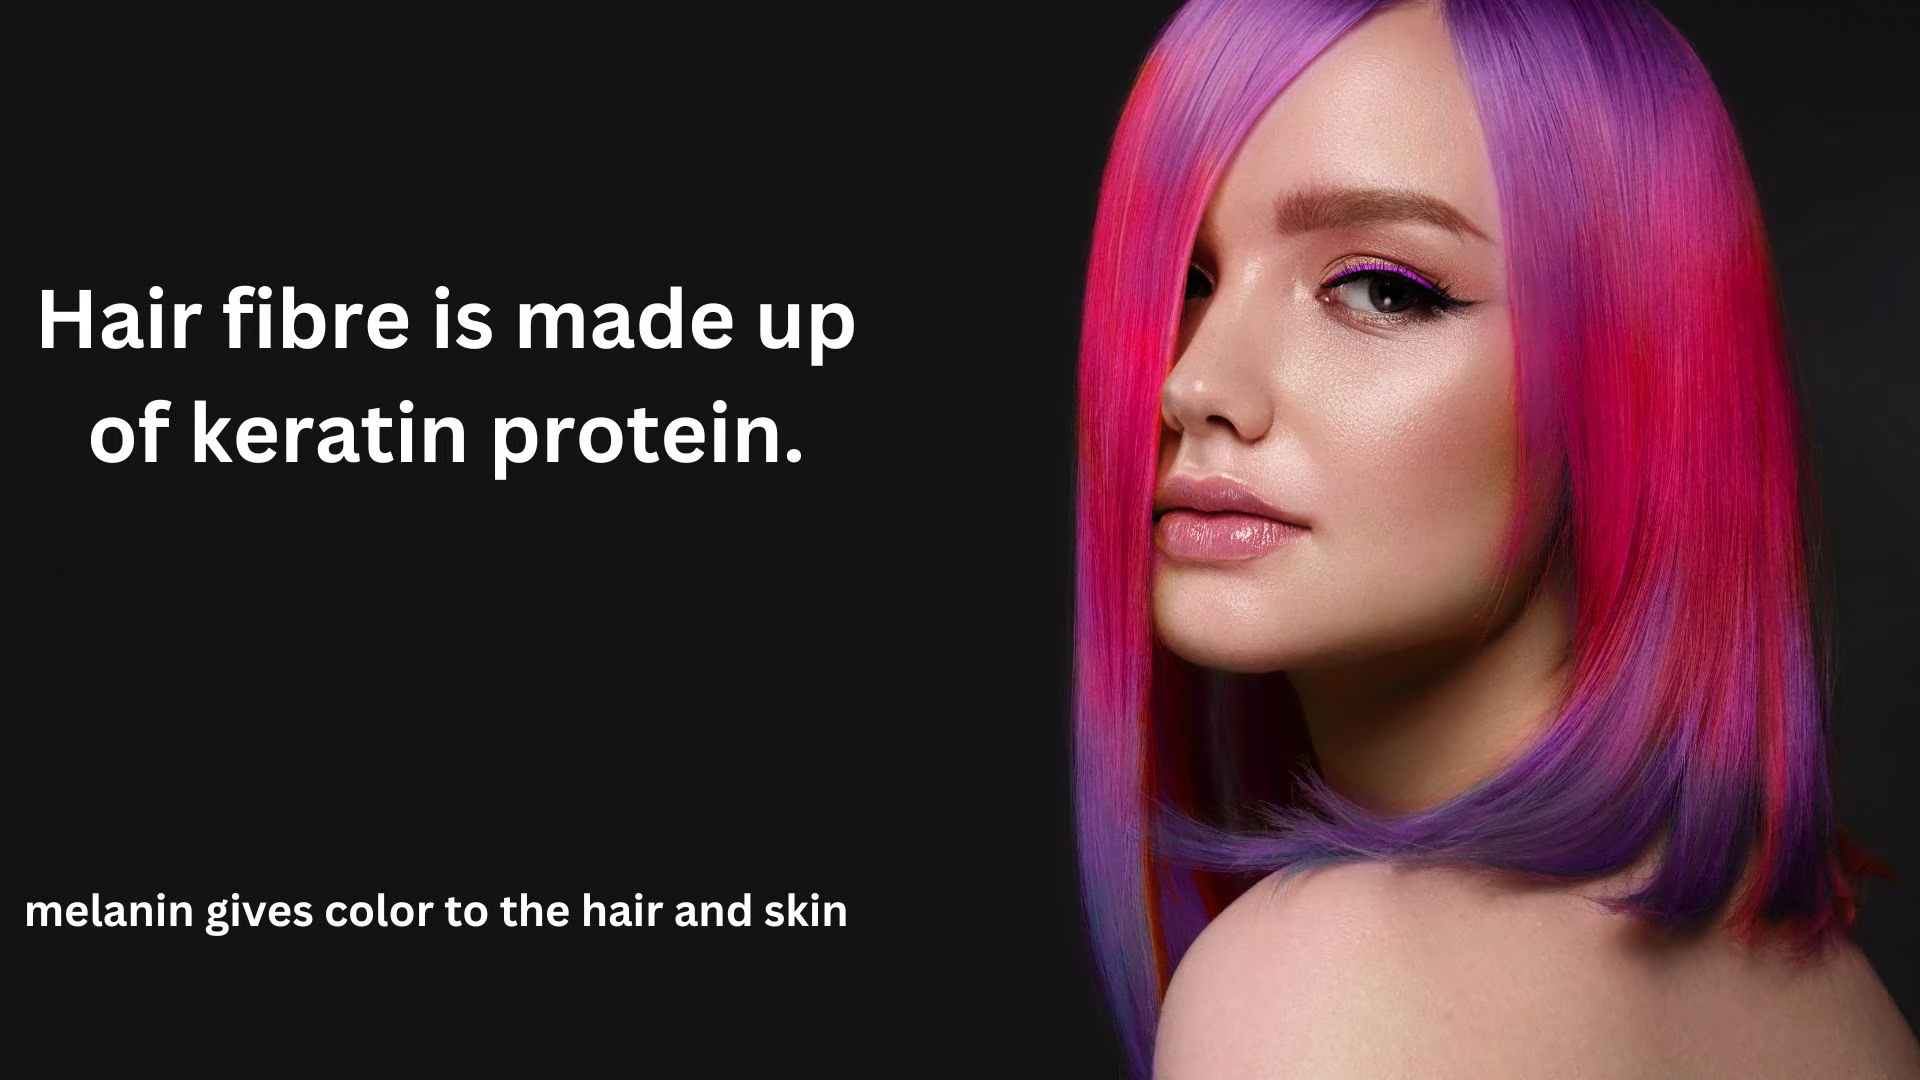 Hair fibre is made up
of keratin protein.
melanin gives color to the hair and skin